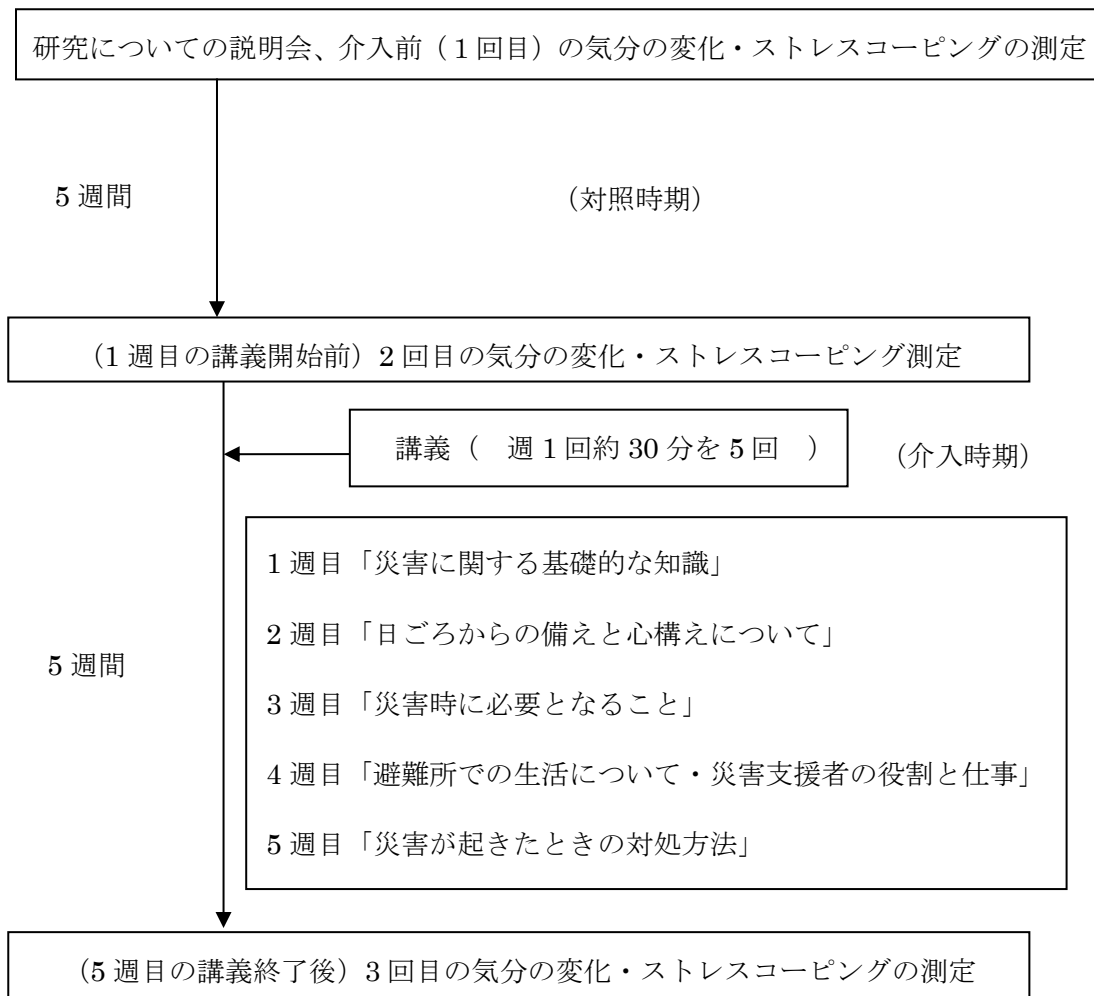 研究についての説明会、介入前（１回目）の気分の変化・ストレスコーピングの測定
5 週間
（対照時期）
（1 週目の講義開始前）2 回目の気分の変化・ストレスコーピング測定
講義（　週 1 回約 30 分を 5 回　）
（介入時期）
1 週目「災害に関する基礎的な知識」
2 週目「日ごろからの備えと心構えについて」
5 週間
3 週目「災害時に必要となること」
4 週目「避難所での生活について・災害支援者の役割と仕事」
5 週目「災害が起きたときの対処方法」
（5 週目の講義終了後）3 回目の気分の変化・ストレスコーピングの測定